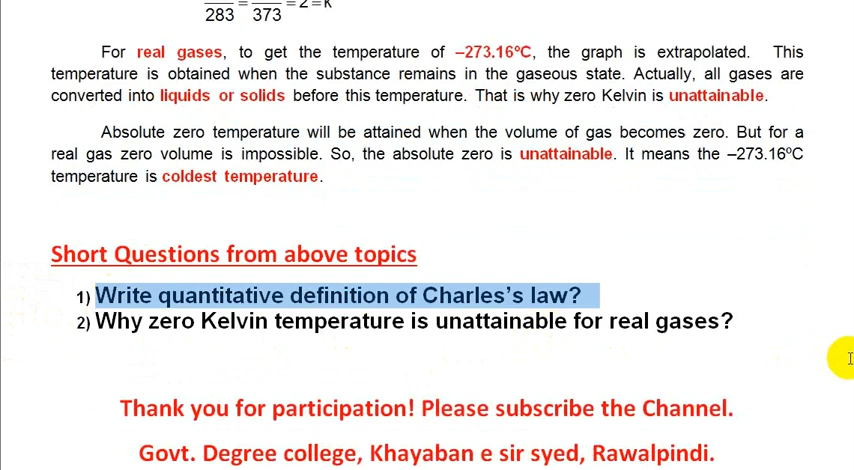 283 = 373 = 2 = K
For real gases, to get the temperature of –273.16ºC, the graph is extrapolated. This
temperature is obtained when the substance remains in the gaseous state. Actually, all gases are
converted into liquids or solids before this temperature. That is why zero Kelvin is unattainable.
Absolute zero temperature will be attained when the volume of gas becomes zero. But for a
real gas zero volume is impossible. So, the absolute zero is unattainable. It means the –273.16ºC
temperature is coldest temperature.
Short Questions from above topics
1) Write quantitative definition of Charles’s law?
2) Why zero Kelvin temperature is unattainable for real gases?
Thank you for participation! Please subscribe the Channel.
Govt. Degree college, Khayaban e sir syed, Rawalpindi.